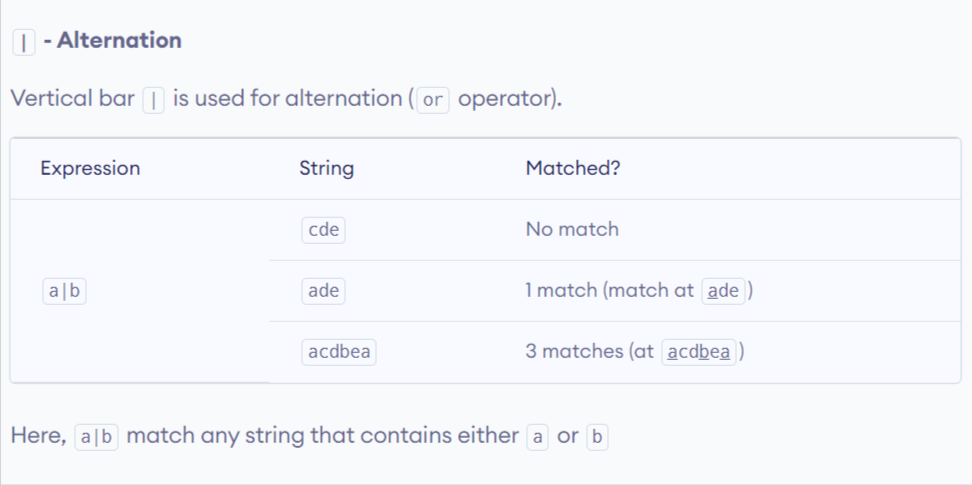 | - Alternation
Vertical bar | is used for alternation (or operator).
Expression String Matched?
cde No match
a|b ade 1 match (match at ade)
acdbea 3 matches (at acdbea)
Here, a|b match any string that contains either a or b